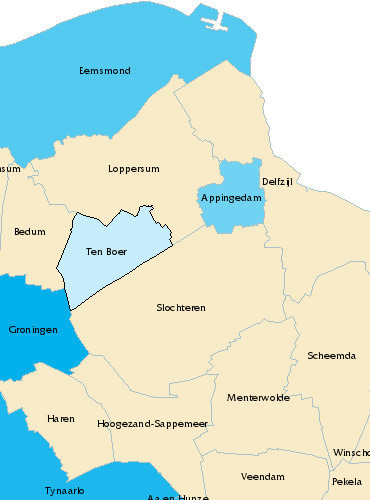 Eemsmond
nsum
Loppersum
Delfzijl
Appingedam
Bedum
Ten Boer
Slochteren
Groningen
Scheemda
Menterwolde
Haren
Hoogezand-Sappemeer
Winscho
Veendam
Pekela
Tynaarlo
Aa en Hunze